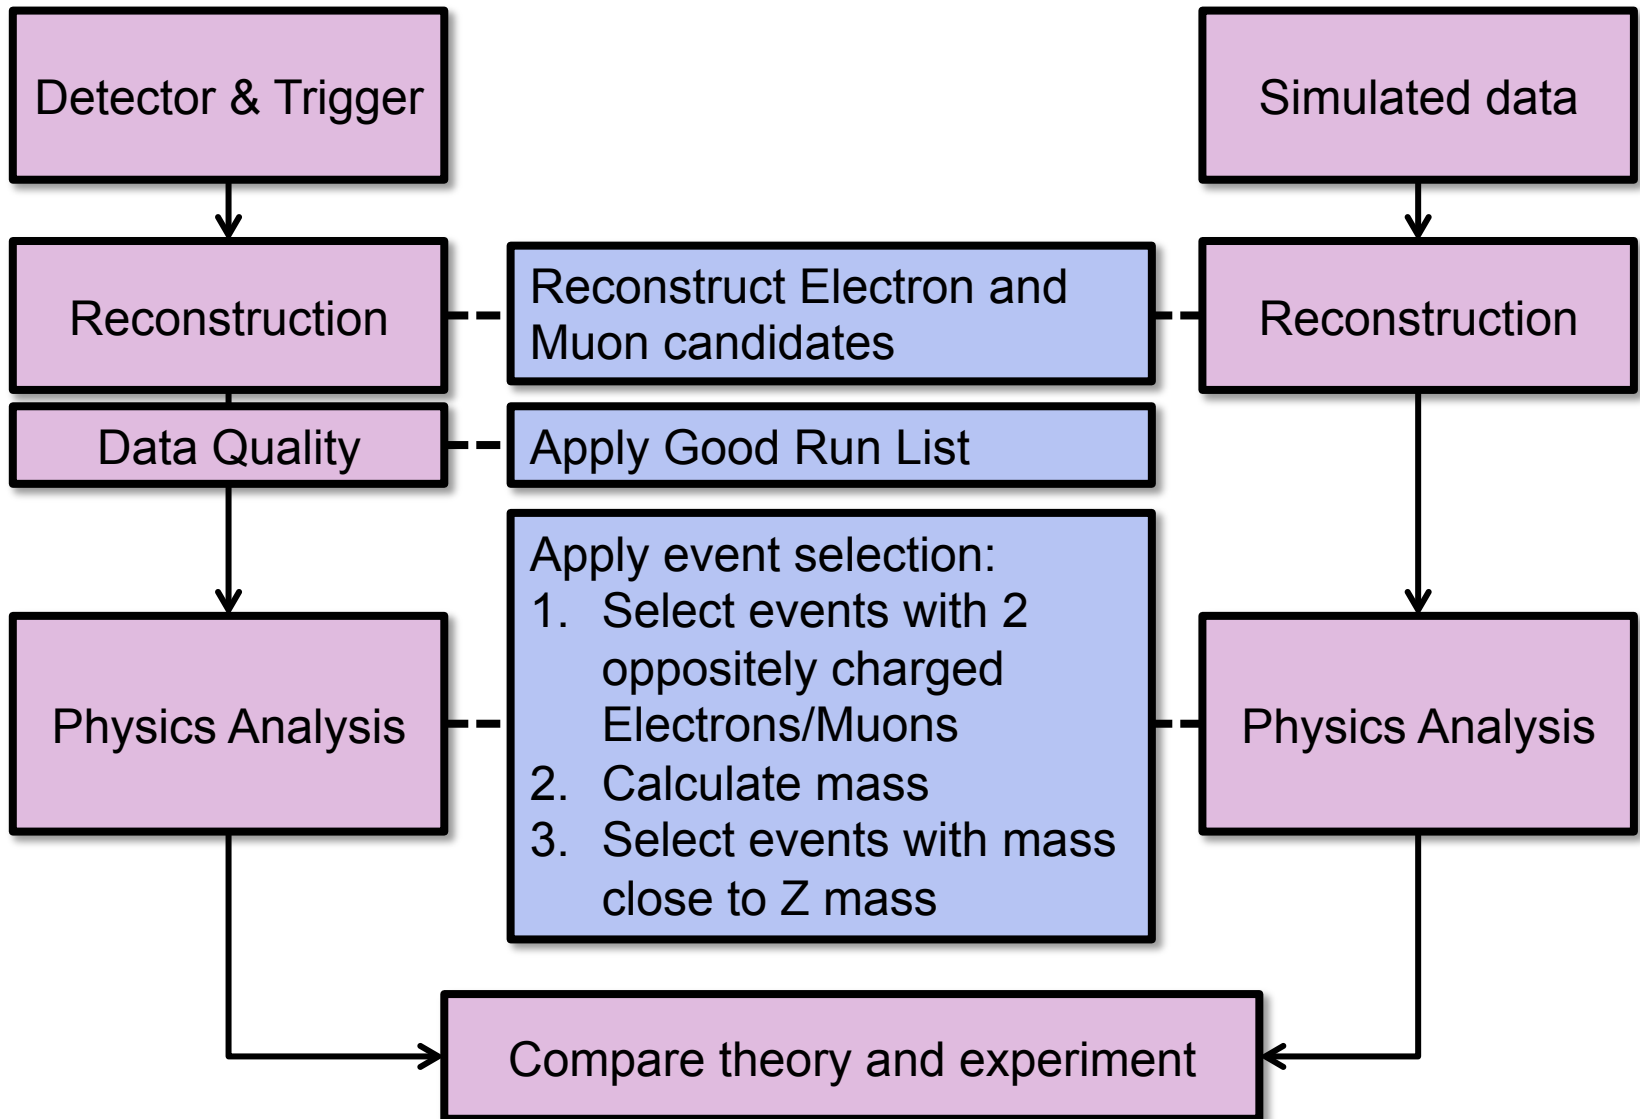 Detector & Trigger
Simulated data
Reconstruction
Reconstruct Electron and
Muon candidates
Reconstruction
Data Quality
Apply Good Run List
Physics Analysis
Apply event selection:
1. Select events with 2
oppositely charged
Electrons/Muons
2. Calculate mass
3. Select events with mass
close to Z mass
Physics Analysis
Compare theory and experiment